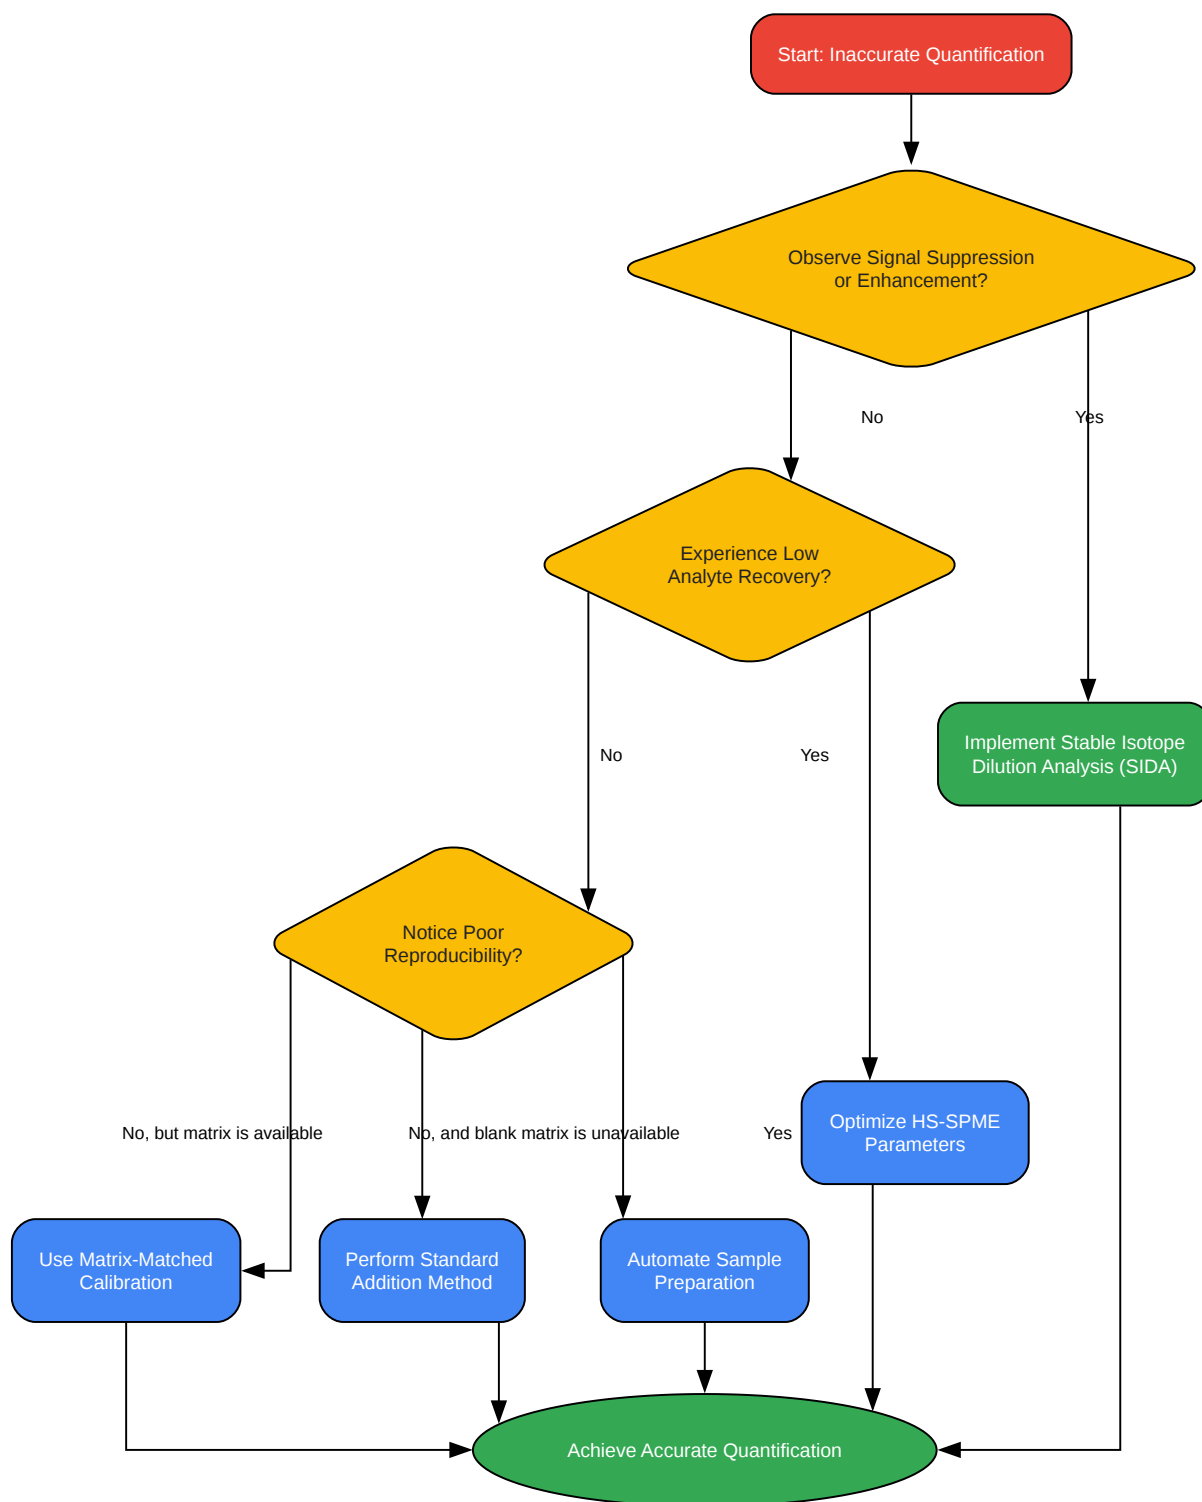 Start: Inaccurate Quantification
Observe Signal Suppression
or Enhancement?
No
Yes
Experience Low
Analyte Recovery?
Implement Stable Isotope
Dilution Analysis (SIDA)
No
Yes
Notice Poor
Reproducibility?
No, but matrix is available
No, and blank matrix is unavailable
Yes
Optimize HS-SPME
Parameters
Use Matrix-Matched
Calibration
Perform Standard
Addition Method
Automate Sample
Preparation
Achieve Accurate Quantification